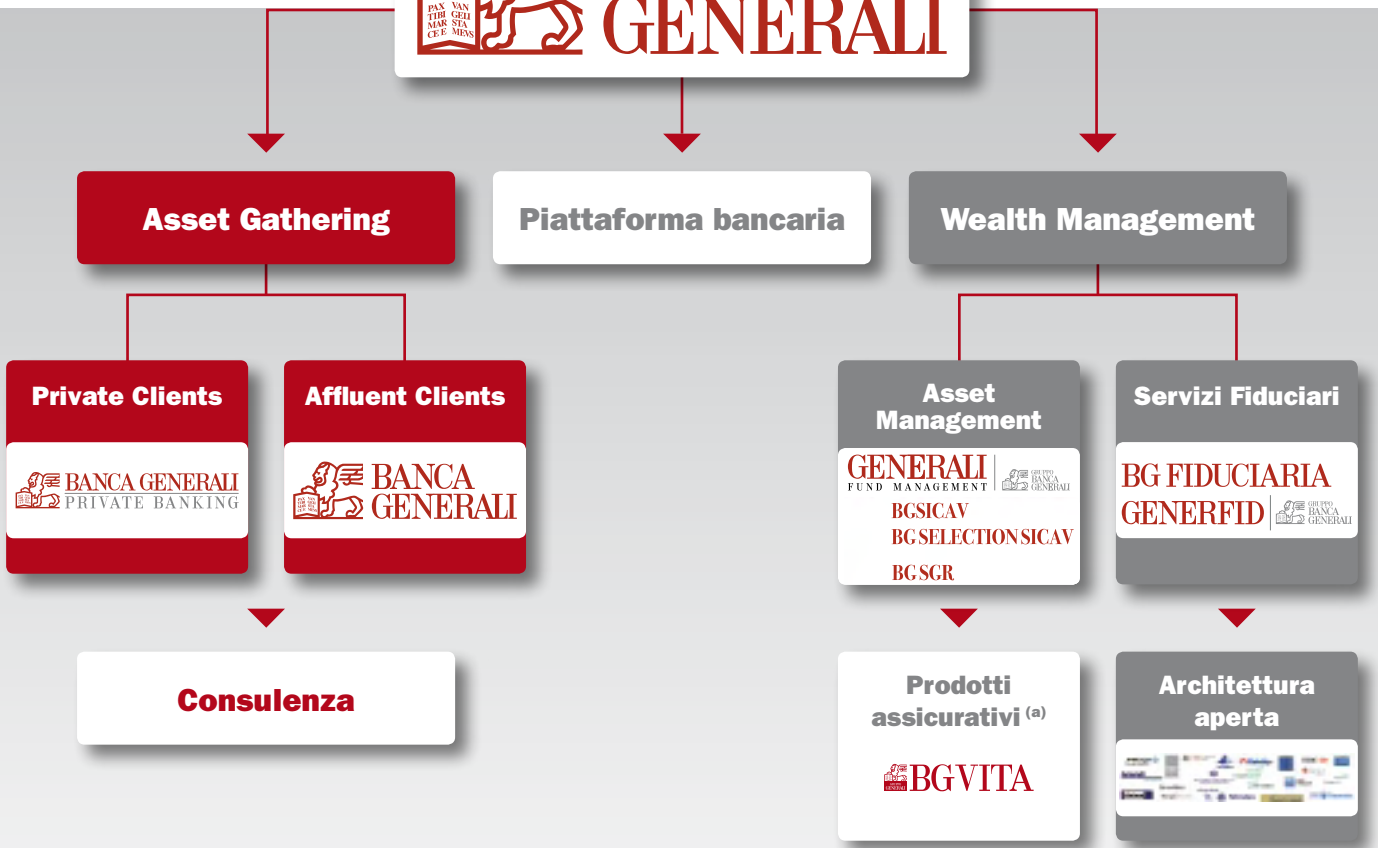 PAX VAN
TIBI GELI
MAR STA
CE E MEVS
GENERALI
Asset Gathering
Piattaforma bancaria
Wealth Management
Private Clients
BANCA GENERALI
PRIVATE BANKING
Affluent Clients
BANCA
GENERALI
Asset
Management
GENERALI
FUND MANAGEMENT
GRUPPO
BANCA
GENERALI
BGSICAV
BG SELECTION SICAV
BG SGR
Servizi Fiduciari
BG FIDUCIARIA
GENERFID
GRUPPO
BANCA
GENERALI
Consulenza
Prodotti
assicurativi (a)
BGVITA
Architettura
aperta